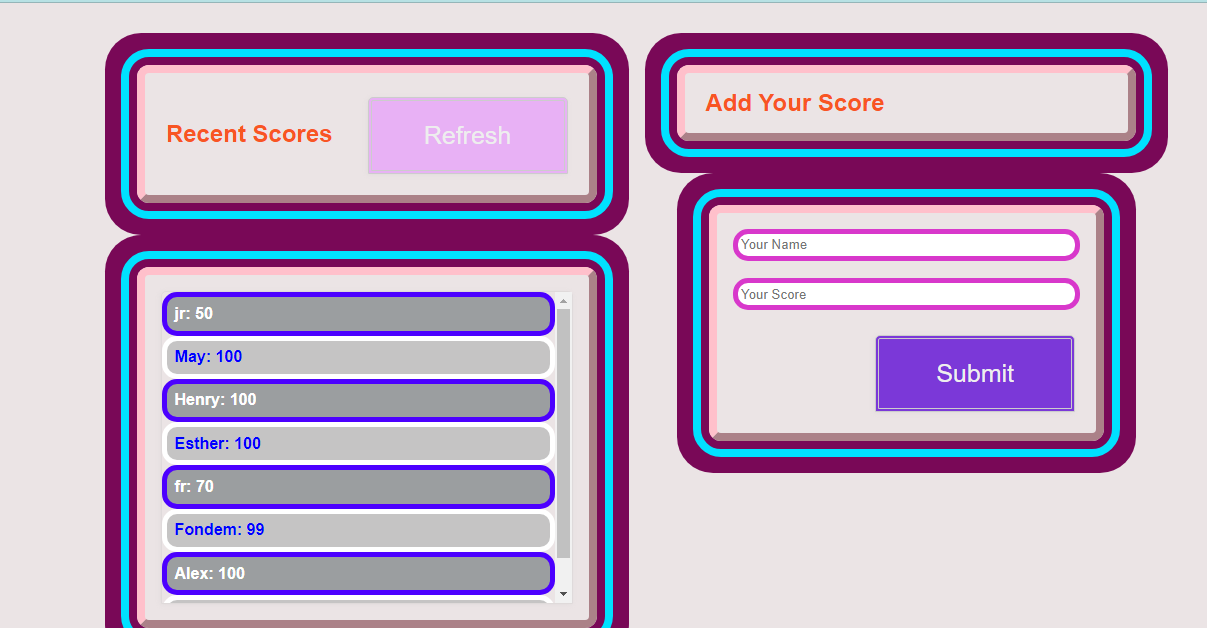 Recent Scores
Refresh
jr: 50
May: 100
Henry: 100
Esther: 100
fr: 70
Fondem: 99
Alex: 100
Add Your Score
Your Name
Your Score
Submit